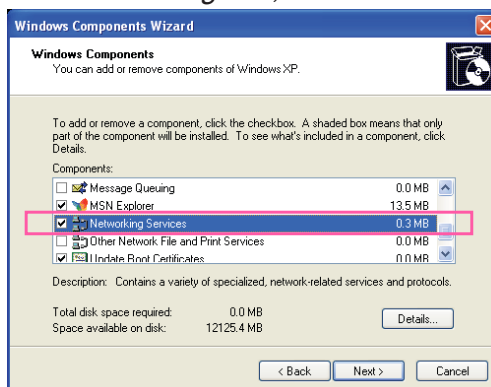 Windows Components Wizard
Windows Components
You can add or remove components of Windows XP.
To add or remove a component, click the checkbox. A shaded box means that only
part of the component will be installed. To see what's included in a component, click
Details.
Components:
Message Queuing 0.0 MB
MSN Explorer 13.5 MB
Networking Services 0.3 MB
Other Network File and Print Services 0.0 MB
Update Root Certificates 0.0 MB
Description: Contains a variety of specialized, network-related services and protocols.
Total disk space required: 0.0 MB
Space available on disk: 12125.4 MB
Details...
< Back Next > Cancel